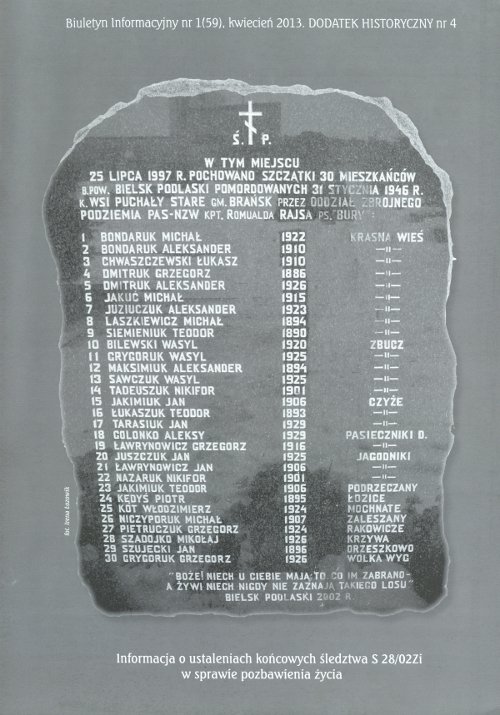 Biuletyn Informacyjny nr 1(59), kwiecień 2013. DODATEK HISTORYCZNY nr 4
Ś. P.
W TYM MIEJSCU
25 LIPCA 1997 R. POCHOWANO SZCZĄTKI 30 MIESZKAŃCÓW
B.POW. BIELSK PODLASKI POMORDOWANYCH 31 STYCZNIA 1946 R.
K. WSI PUCHAŁY STARE GM. BRAŃSK PRZEZ ODDZIAŁ ZBROJNEGO
PODZIEMIA PAS-NZW KPT. ROMUALDA RAJSA PS. "BURY":
1 BONDARUK MICHAŁ 1922 KRASNA WIEŚ
2 BONDARUK ALEKSANDER 1910 —„—
3 CHWASZCZEWSKI ŁUKASZ 1910 —„—
4 DMITRUK GRZEGORZ 1886 —„—
5 DMITRUK ALEKSANDER 1926 —„—
6 JAKUĆ MICHAŁ 1915 —„—
7 JUZIUCZUK ALEKSANDER 1923 —„—
8 LASZKIEWICZ MICHAŁ 1894 —„—
9 SIEMIENIUK TEODOR 1890 —„—
10 BILEWSKI WASYL 1920 ZBUCZ
11 GRYGORUK WASYL 1925 —„—
12 MAKSIMIUK ALEKSANDER 1894 —„—
13 SAWCZUK WASYL 1925 —„—
14 TADEUSZUK NIKIFOR 1901 —„—
15 JAKIMIUK JAN 1906 CZYŻE
16 ŁUKASZUK TEODOR 1893 —„—
17 TARASIUK JAN 1929 —„—
18 GOLONKO ALEKSY 1929 PASIECZNIKI D.
19 ŁAWRYNOWICZ GRZEGORZ 1916 —„—
20 JUSZCZUK JAN 1925 JAGODNIKI
21 ŁAWRYNOWICZ JAN 1906 —„—
22 NAZARUK NIKIFOR 1901 —„—
23 JAKIMIUK TEODOR 1906 PODRZECZANY
24 KEDYŚ PIOTR 1895 ŁOZICE
25 KOT WŁODZIMIERZ 1924 MOCHNATE
26 NICZYPORUK MICHAŁ 1907 ZALESZANY
27 PIETRUCZUK GRZEGORZ 1924 RAKOWICZE
28 SZADOJKO MIKOŁAJ 1926 KRZYWA
29 SZUJECKI JAN 1896 ORZESZKOWO
30 GRYGORUK GRZEGORZ 1926 WOLKA WYG
"BOŻE! NIECH U CIEBIE MAJĄ TO, CO IM ZABRANO-
A ŻYWI NIECH NIGDY NIE ZAZNAJĄ TAKIEGO LOSU"
BIELSK PODLASKI 2002 R
fot. Irena Łozowik
Informacja o ustaleniach końcowych śledztwa S 28/02Zi
w sprawie pozbawienia życia